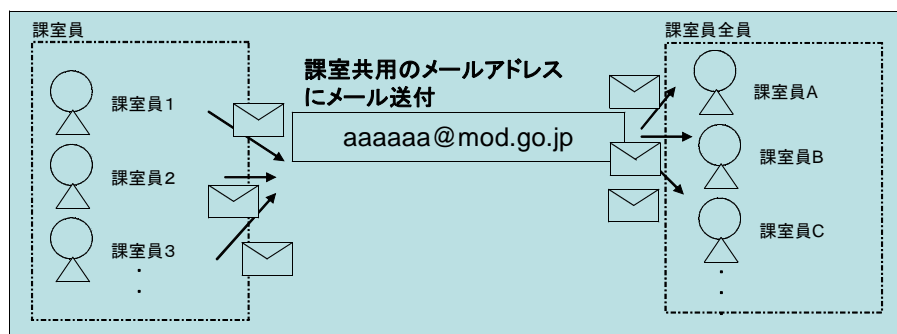 課室員
課室員全員
課室共用のメールアドレス
にメール送付
aaaaaa@mod.go.jp
課室員1
課室員2
課室員3
・
・
課室員A
課室員B
課室員C
・
・